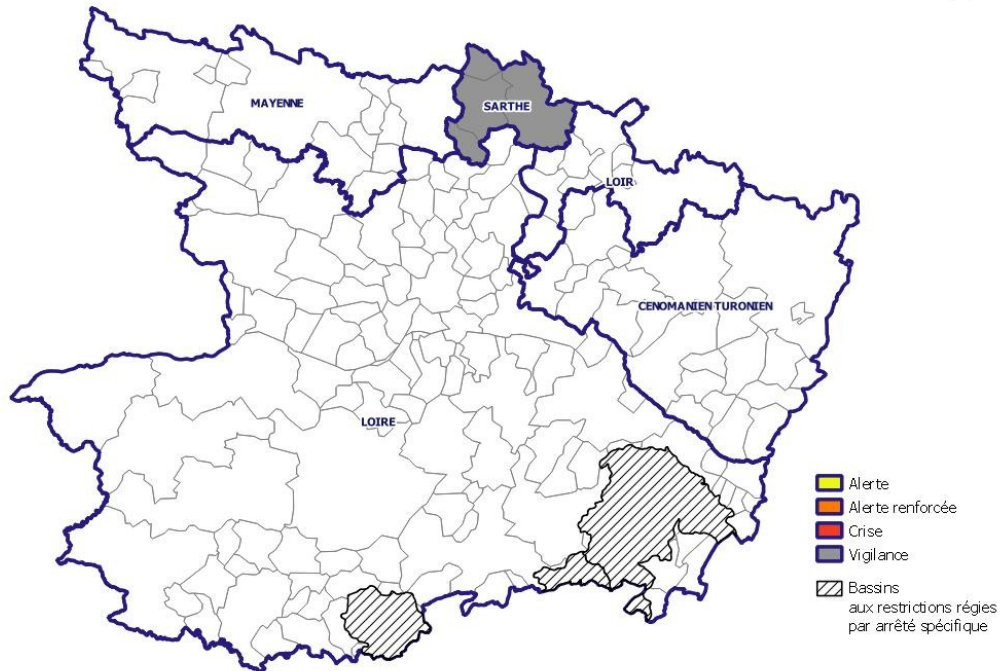 MAYENNE
SARTHE
LOIR
CENOMANIEN TURONIEN
LOIRE
Alerte
Alerte renforcée
Crise
Vigilance
Bassins
aux restrictions régies
par arrêté spécifique